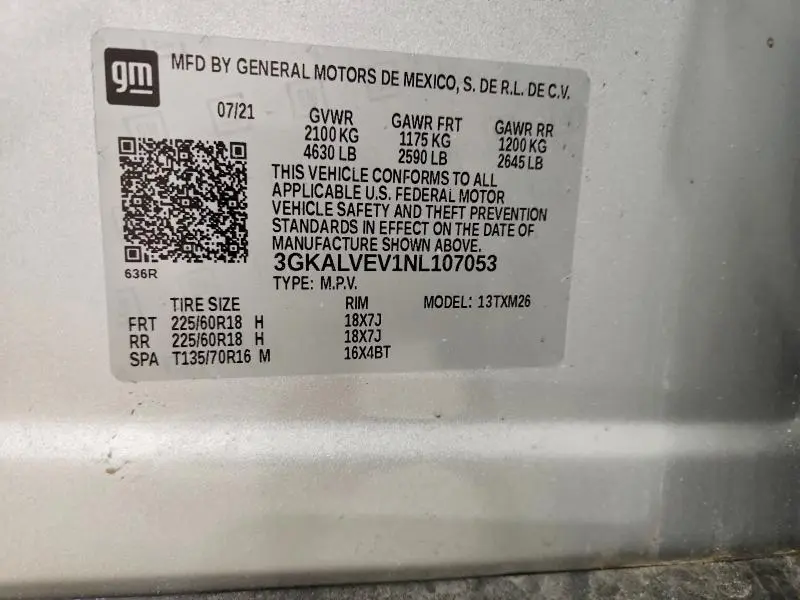 gm
MFD BY GENERAL MOTORS DE MEXICO, S. DE R.L. DE C.V.
07/21 GVWR GAWR FRT GAWR RR
2100 KG 1175 KG 1200 KG
4630 LB 2590 LB 2645 LB
THIS VEHICLE CONFORMS TO ALL
APPLICABLE U.S. FEDERAL MOTOR
VEHICLE SAFETY AND THEFT PREVENTION
STANDARDS IN EFFECT ON THE DATE OF
MANUFACTURE SHOWN ABOVE.
3GKALVEV1NL107053
636R
TYPE: M.P.V.
TIRE SIZE RIM MODEL: 13TXM26
FRT 225/60R18 H 18X7J
RR 225/60R18 H 18X7J
SPA T135/70R16 M 16X4BT